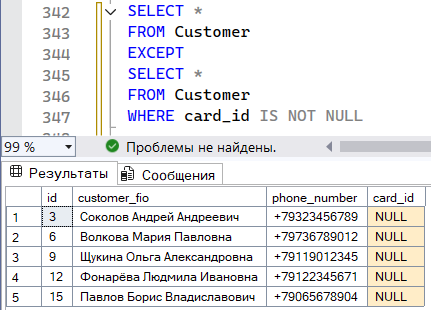 342 SELECT *
343 FROM Customer
344 EXCEPT
345 SELECT *
346 FROM Customer
347 WHERE card_id IS NOT NULL
99 % Проблемы не найдены.
Результаты Сообщения
id customer_fio phone_number card_id
1 3 Соколов Андрей Андреевич +79323456789 NULL
2 6 Волкова Мария Павловна +79736789012 NULL
3 9 Щукина Ольга Александровна +79119012345 NULL
4 12 Фонарёва Людмила Ивановна +79122345671 NULL
5 15 Павлов Борис Владиславович +79065678904 NULL